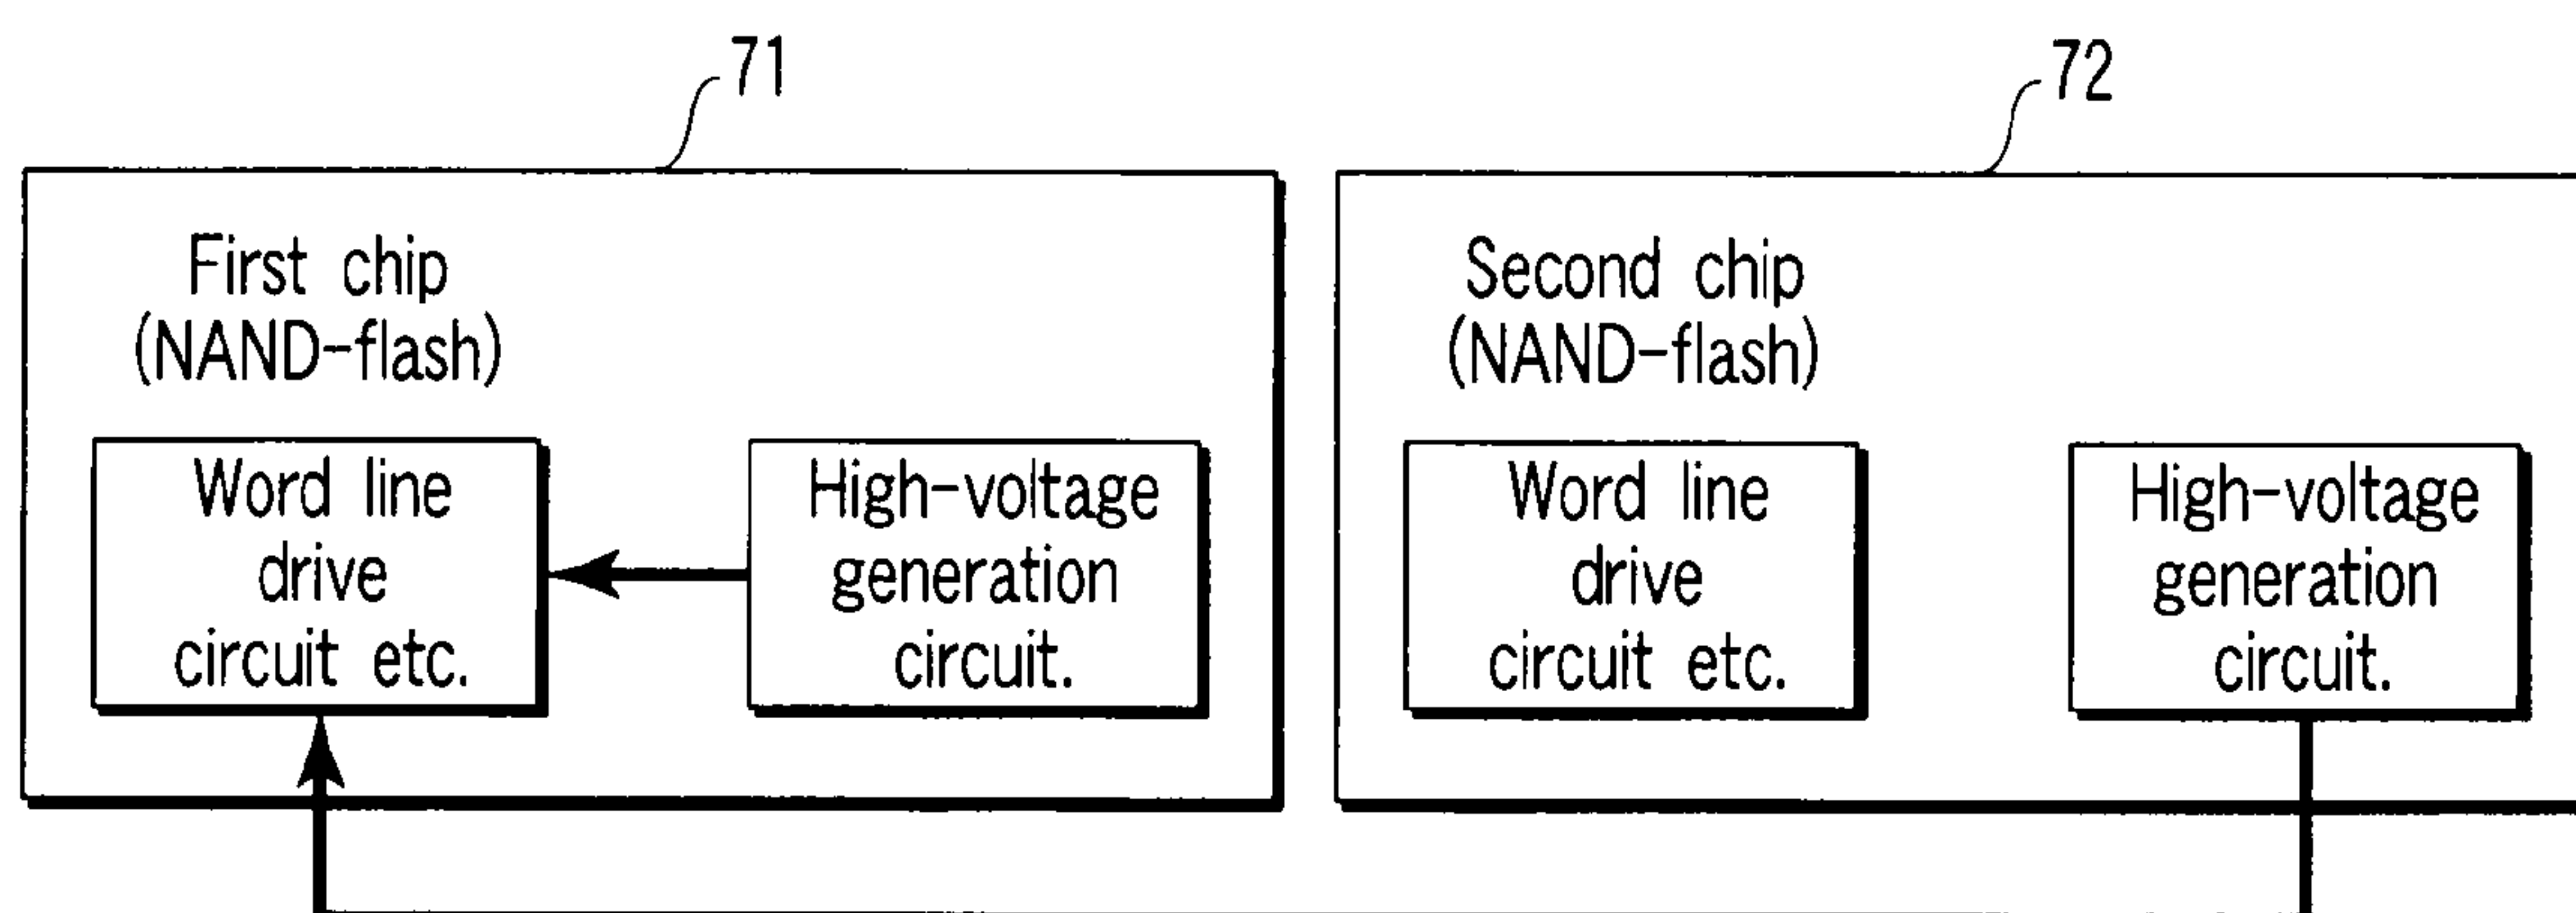 71
72
First chip
(NAND-flash)
Word line
drive
circuit etc.
High-voltage
generation
circuit.
Second chip
(NAND-flash)
Word line
drive
circuit etc.
High-voltage
generation
circuit.